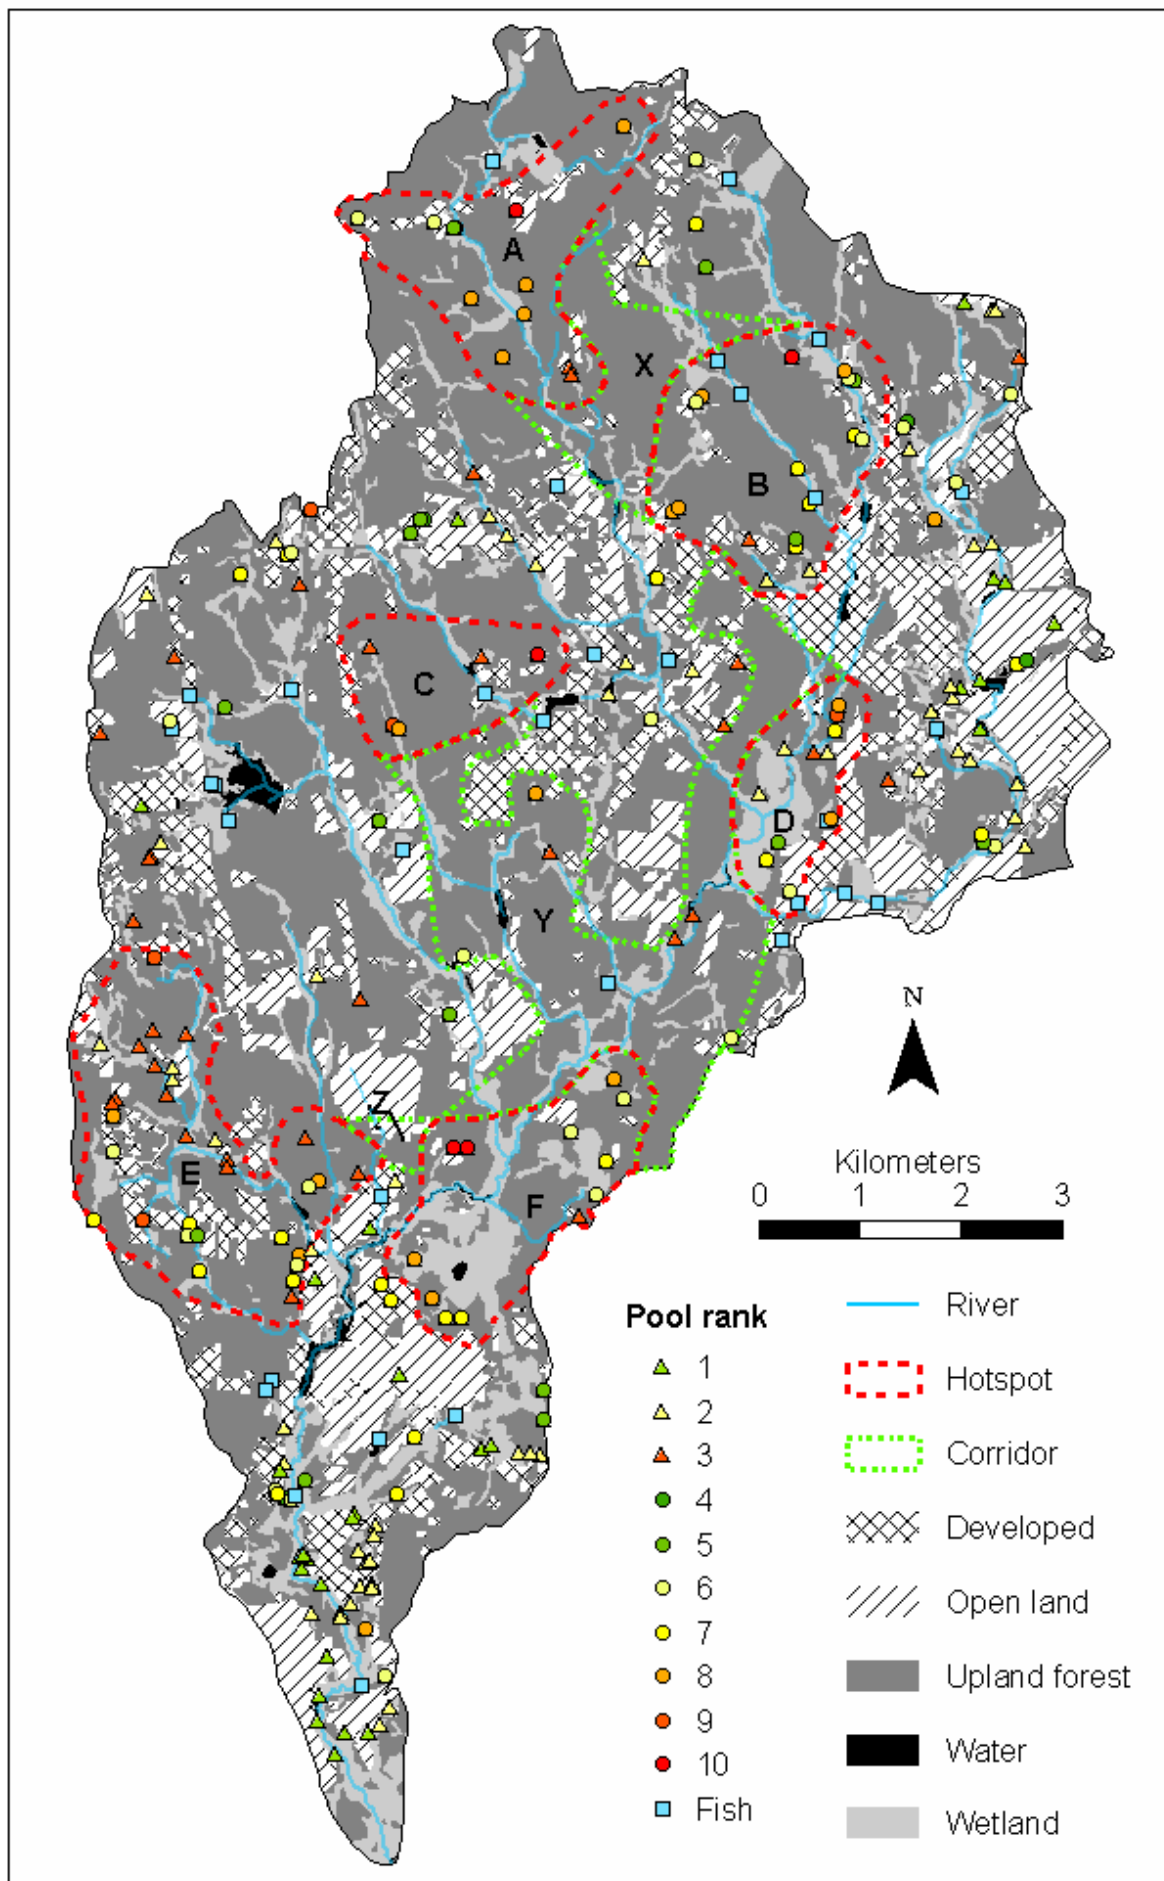 A
X
B
C
D
Y
N
Z
Kilometers
E
0 1 2 3
F
Pool rank
River
1
Hotspot
2
3
Corridor
4
Developed
5
6
Open land
7
8
Upland forest
9
10
Water
Fish
Wetland